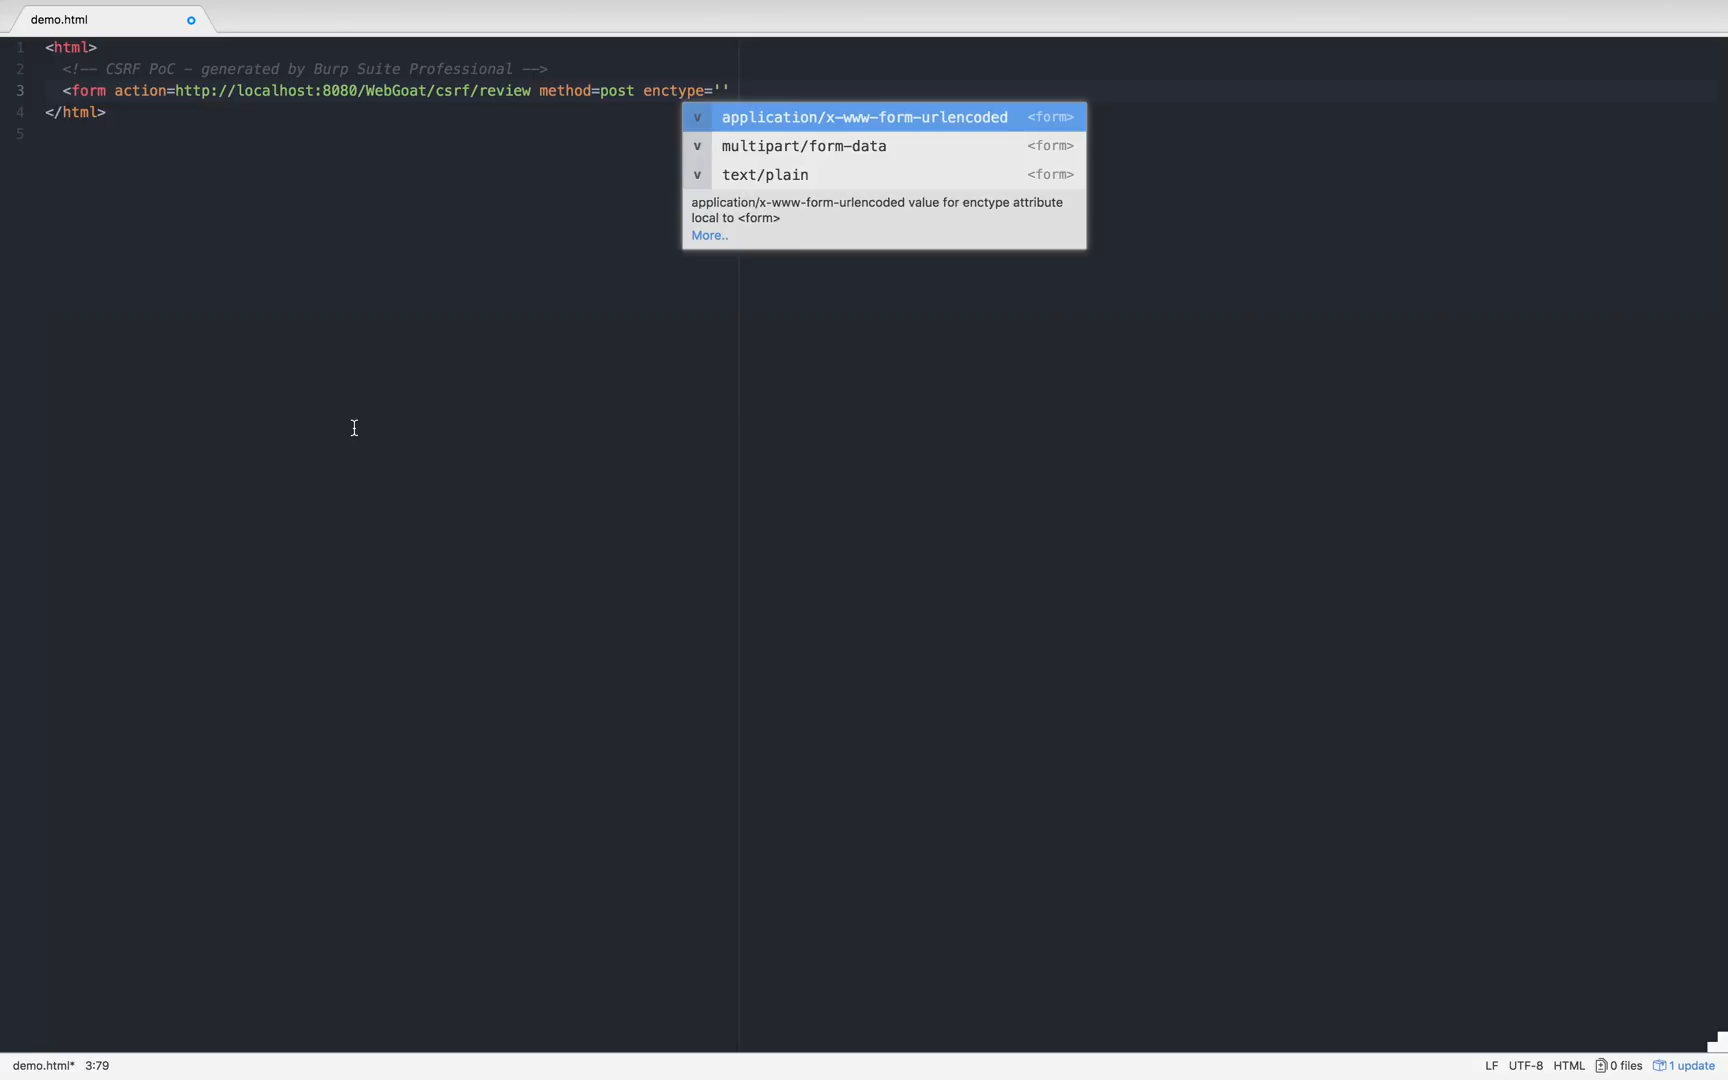 demo.html
1 <html>
2 <!-- CSRF PoC - generated by Burp Suite Professional -->
3 <form action=http://localhost:8080/WebGoat/csrf/review method=post enctype=''
4 </html>
5
v application/x-www-form-urlencoded <form>
v multipart/form-data <form>
v text/plain <form>
application/x-www-form-urlencoded value for enctype attribute
local to <form>
More..
demo.html* 3:79
LF UTF-8 HTML 0 files 1 update